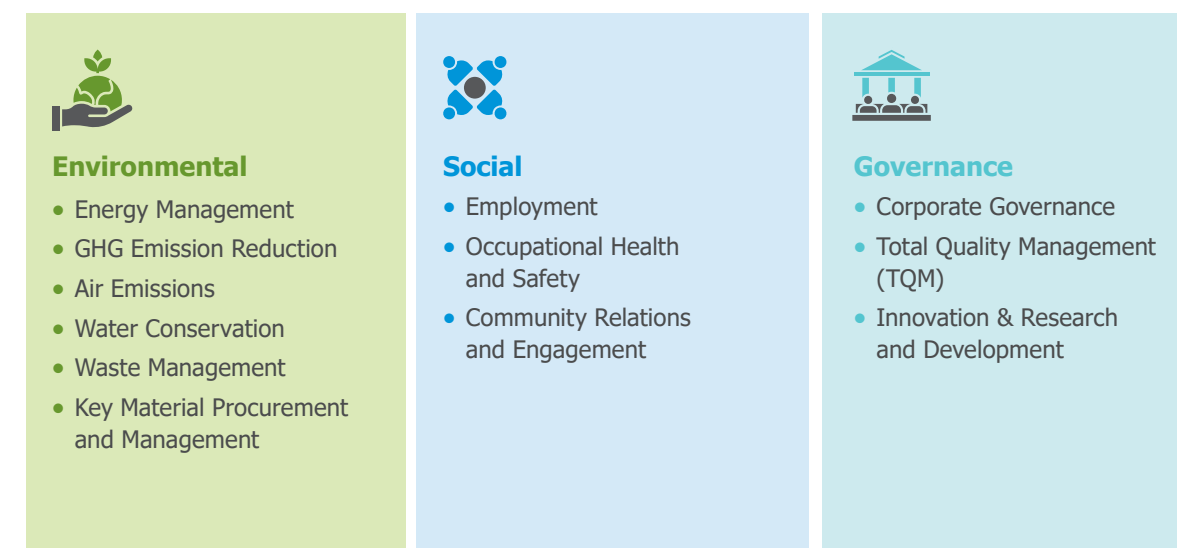 Environmental
• Energy Management
• GHG Emission Reduction
• Air Emissions
• Water Conservation
• Waste Management
• Key Material Procurement
and Management
Social
• Employment
• Occupational Health
and Safety
• Community Relations
and Engagement
Governance
• Corporate Governance
• Total Quality Management
(TQM)
• Innovation & Research
and Development